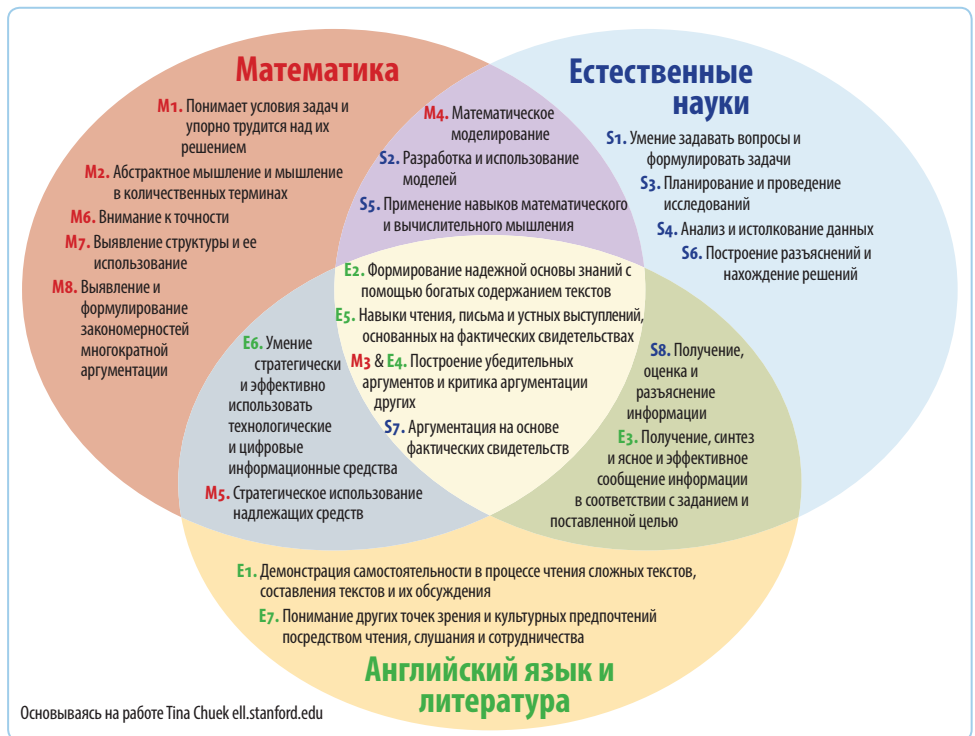 Математика
M1. Понимает условия задач и
упорно трудится над их
решением
M2. Абстрактное мышление и мышление
в количественных терминах
M6. Внимание к точности
M7. Выявление структуры и ее
использование
M8. Выявление и
формулирование
закономерностей
многократной
аргументации
M4. Математическое
моделирование
S2. Разработка и использование
моделей
S5. Применение навыков математического
и вычислительного мышления
Естественные
науки
S1. Умение задавать вопросы и
формулировать задачи
S3. Планирование и проведение
исследований
S4. Анализ и истолкование данных
S6. Построение разъяснений и
нахождение решений
E2. Формирование надежной основы знаний с
помощью богатых содержанием текстов
E5. Навыки чтения, письма и устных выступлений,
основанных на фактических свидетельствах
M3 & E4. Построение убедительных
аргументов и критика аргументации
других
S7. Аргументация на основе
фактических свидетельств
E6. Умение
стратегически
и эффективно
использовать
технологические
и цифровые
информационные средства
M5. Стратегическое использование
надлежащих средств
S8. Получение,
оценка и
разъяснение
информации
E3. Получение, синтез
и ясное и эффективное
сообщение информации
в соответствии с заданием и
поставленной целью
E1. Демонстрация самостоятельности в процессе чтения сложных текстов,
составления текстов и их обсуждения
E7. Понимание других точек зрения и культурных предпочтений
посредством чтения, слушания и сотрудничества
Английский язык и
литература
Основываясь на работе Tina Chuek ell.stanford.edu